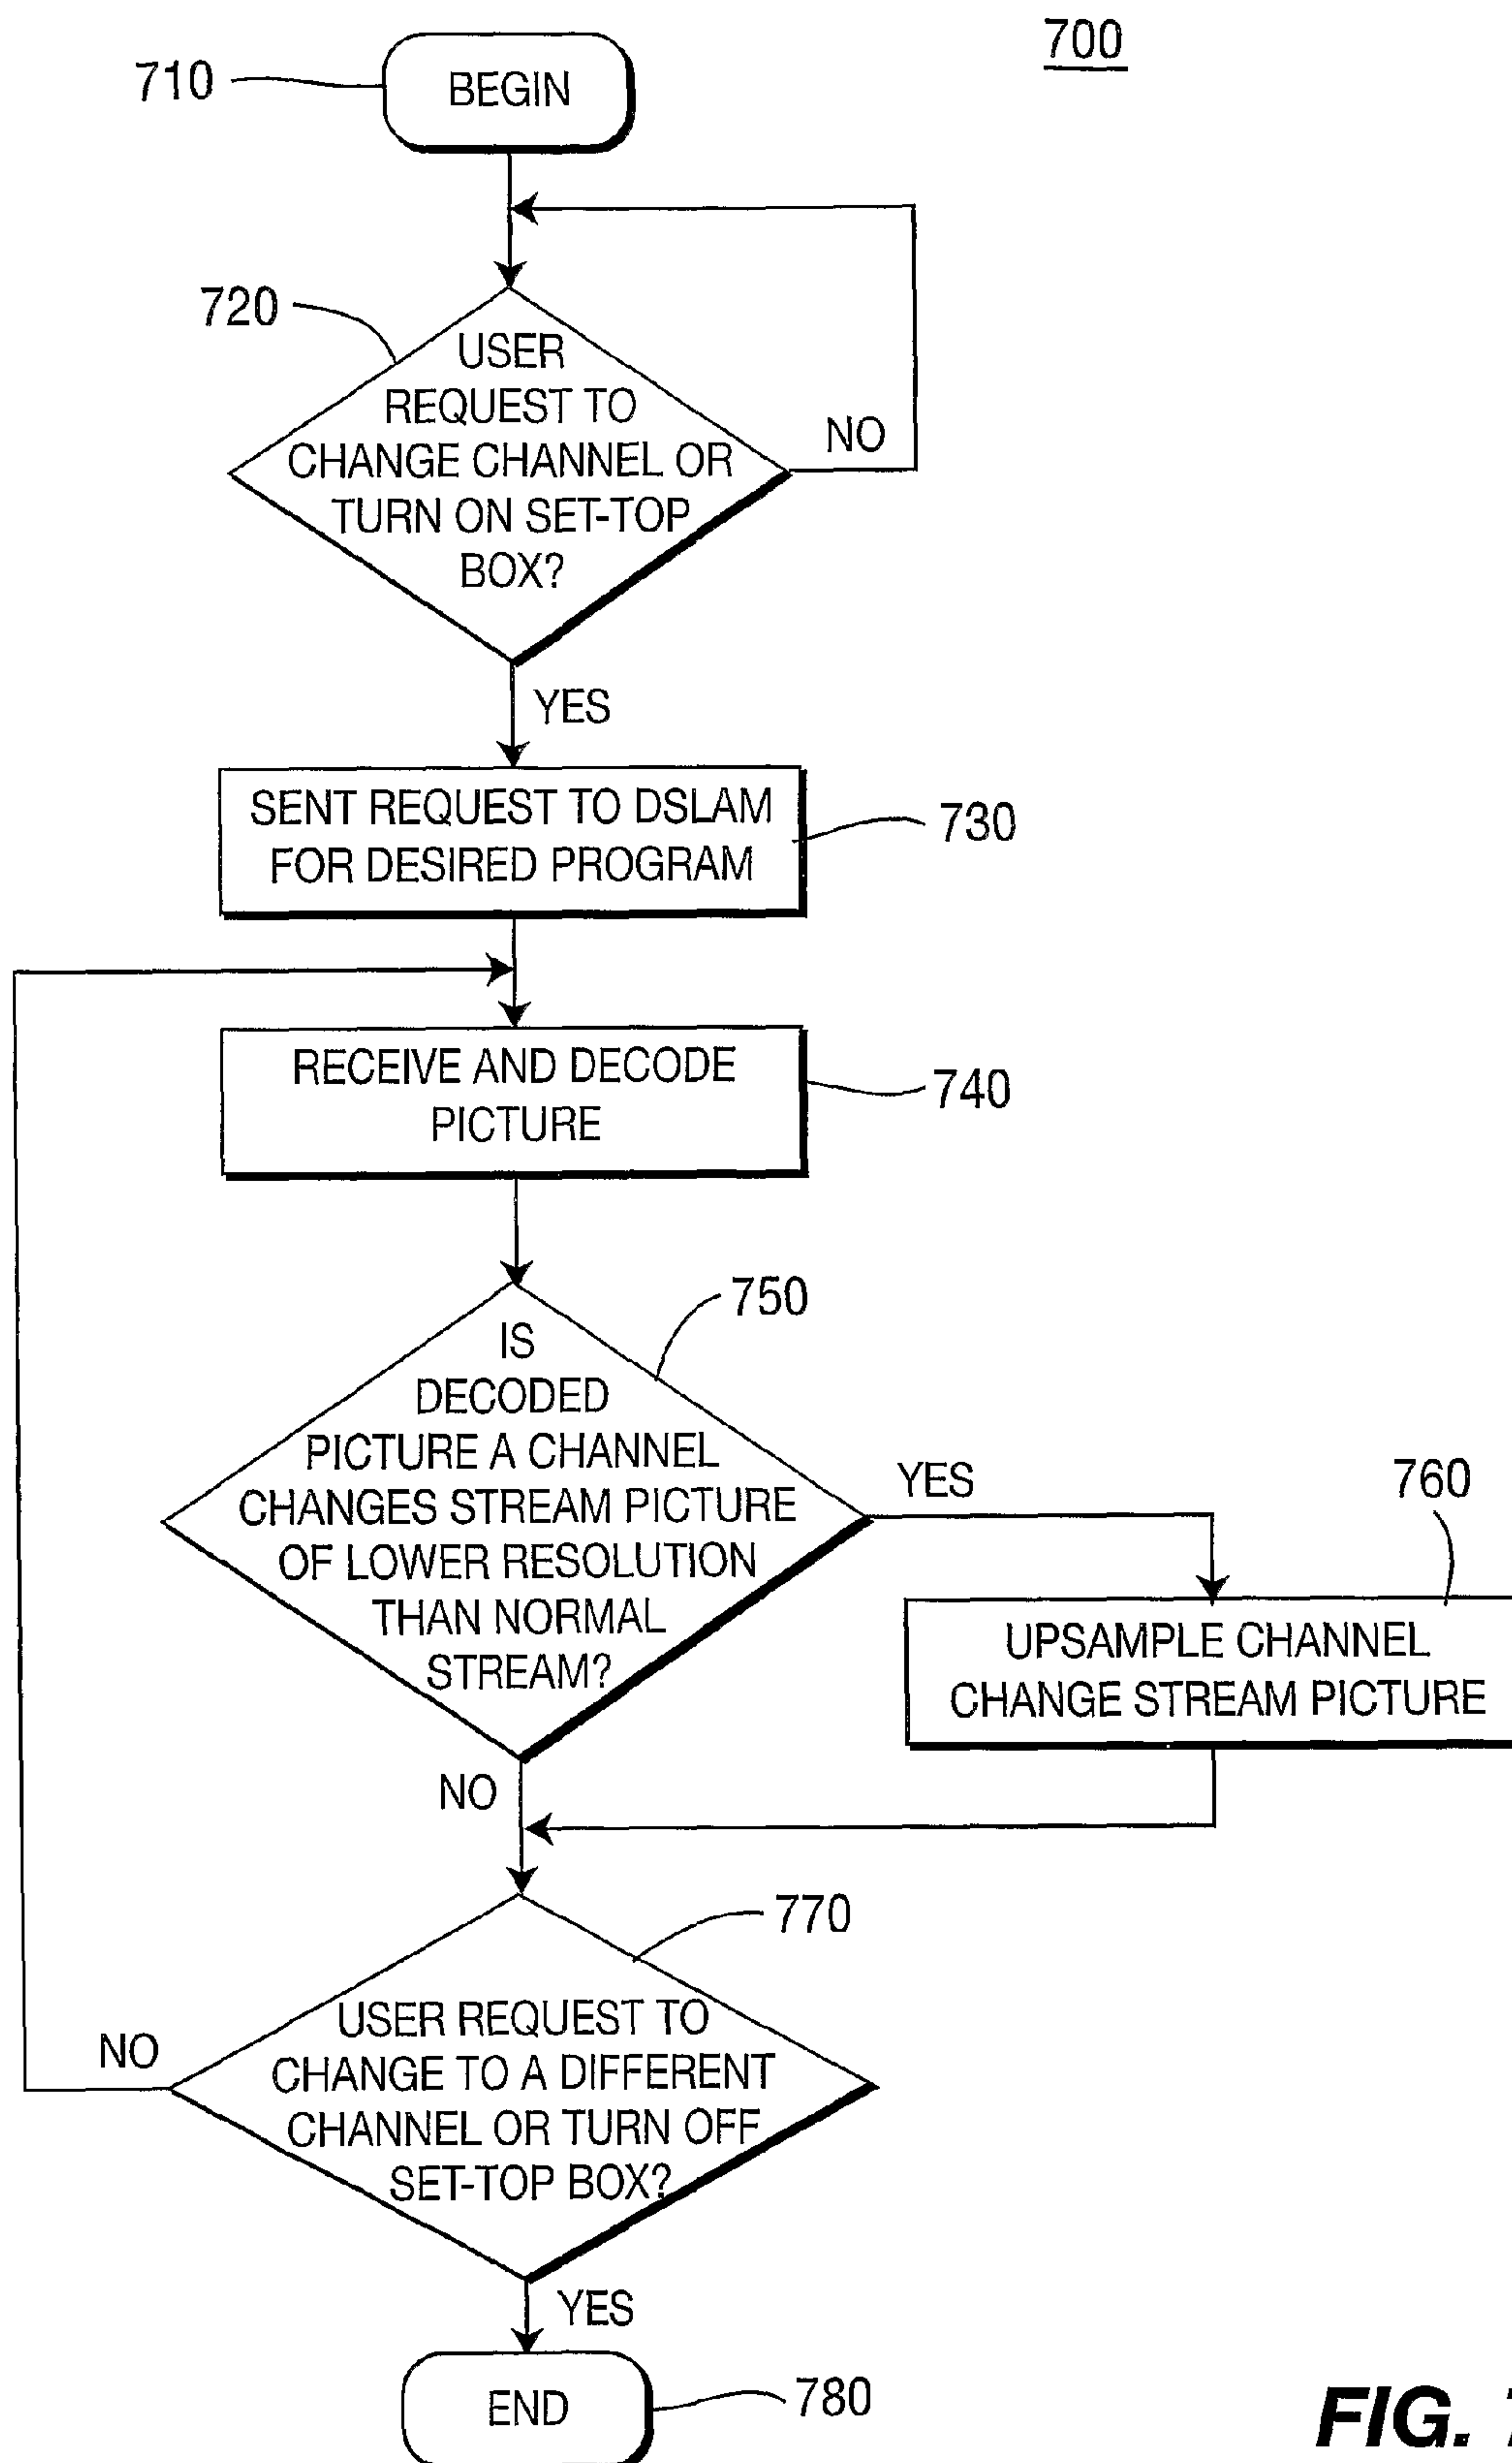 700
710
BEGIN
720
USER
REQUEST TO
CHANGE CHANNEL OR
TURN ON SET-TOP
BOX?
NO
YES
SENT REQUEST TO DSLAM
FOR DESIRED PROGRAM
730
RECEIVE AND DECODE
PICTURE
740
750
IS
DECODED
PICTURE A CHANNEL
CHANGES STREAM PICTURE
OF LOWER RESOLUTION
THAN NORMAL
STREAM?
YES
760
UPSAMPLE CHANNEL
CHANGE STREAM PICTURE
NO
770
USER REQUEST TO
CHANGE TO A DIFFERENT
CHANNEL OR TURN OFF
SET-TOP BOX?
NO
YES
END
780
FIG.